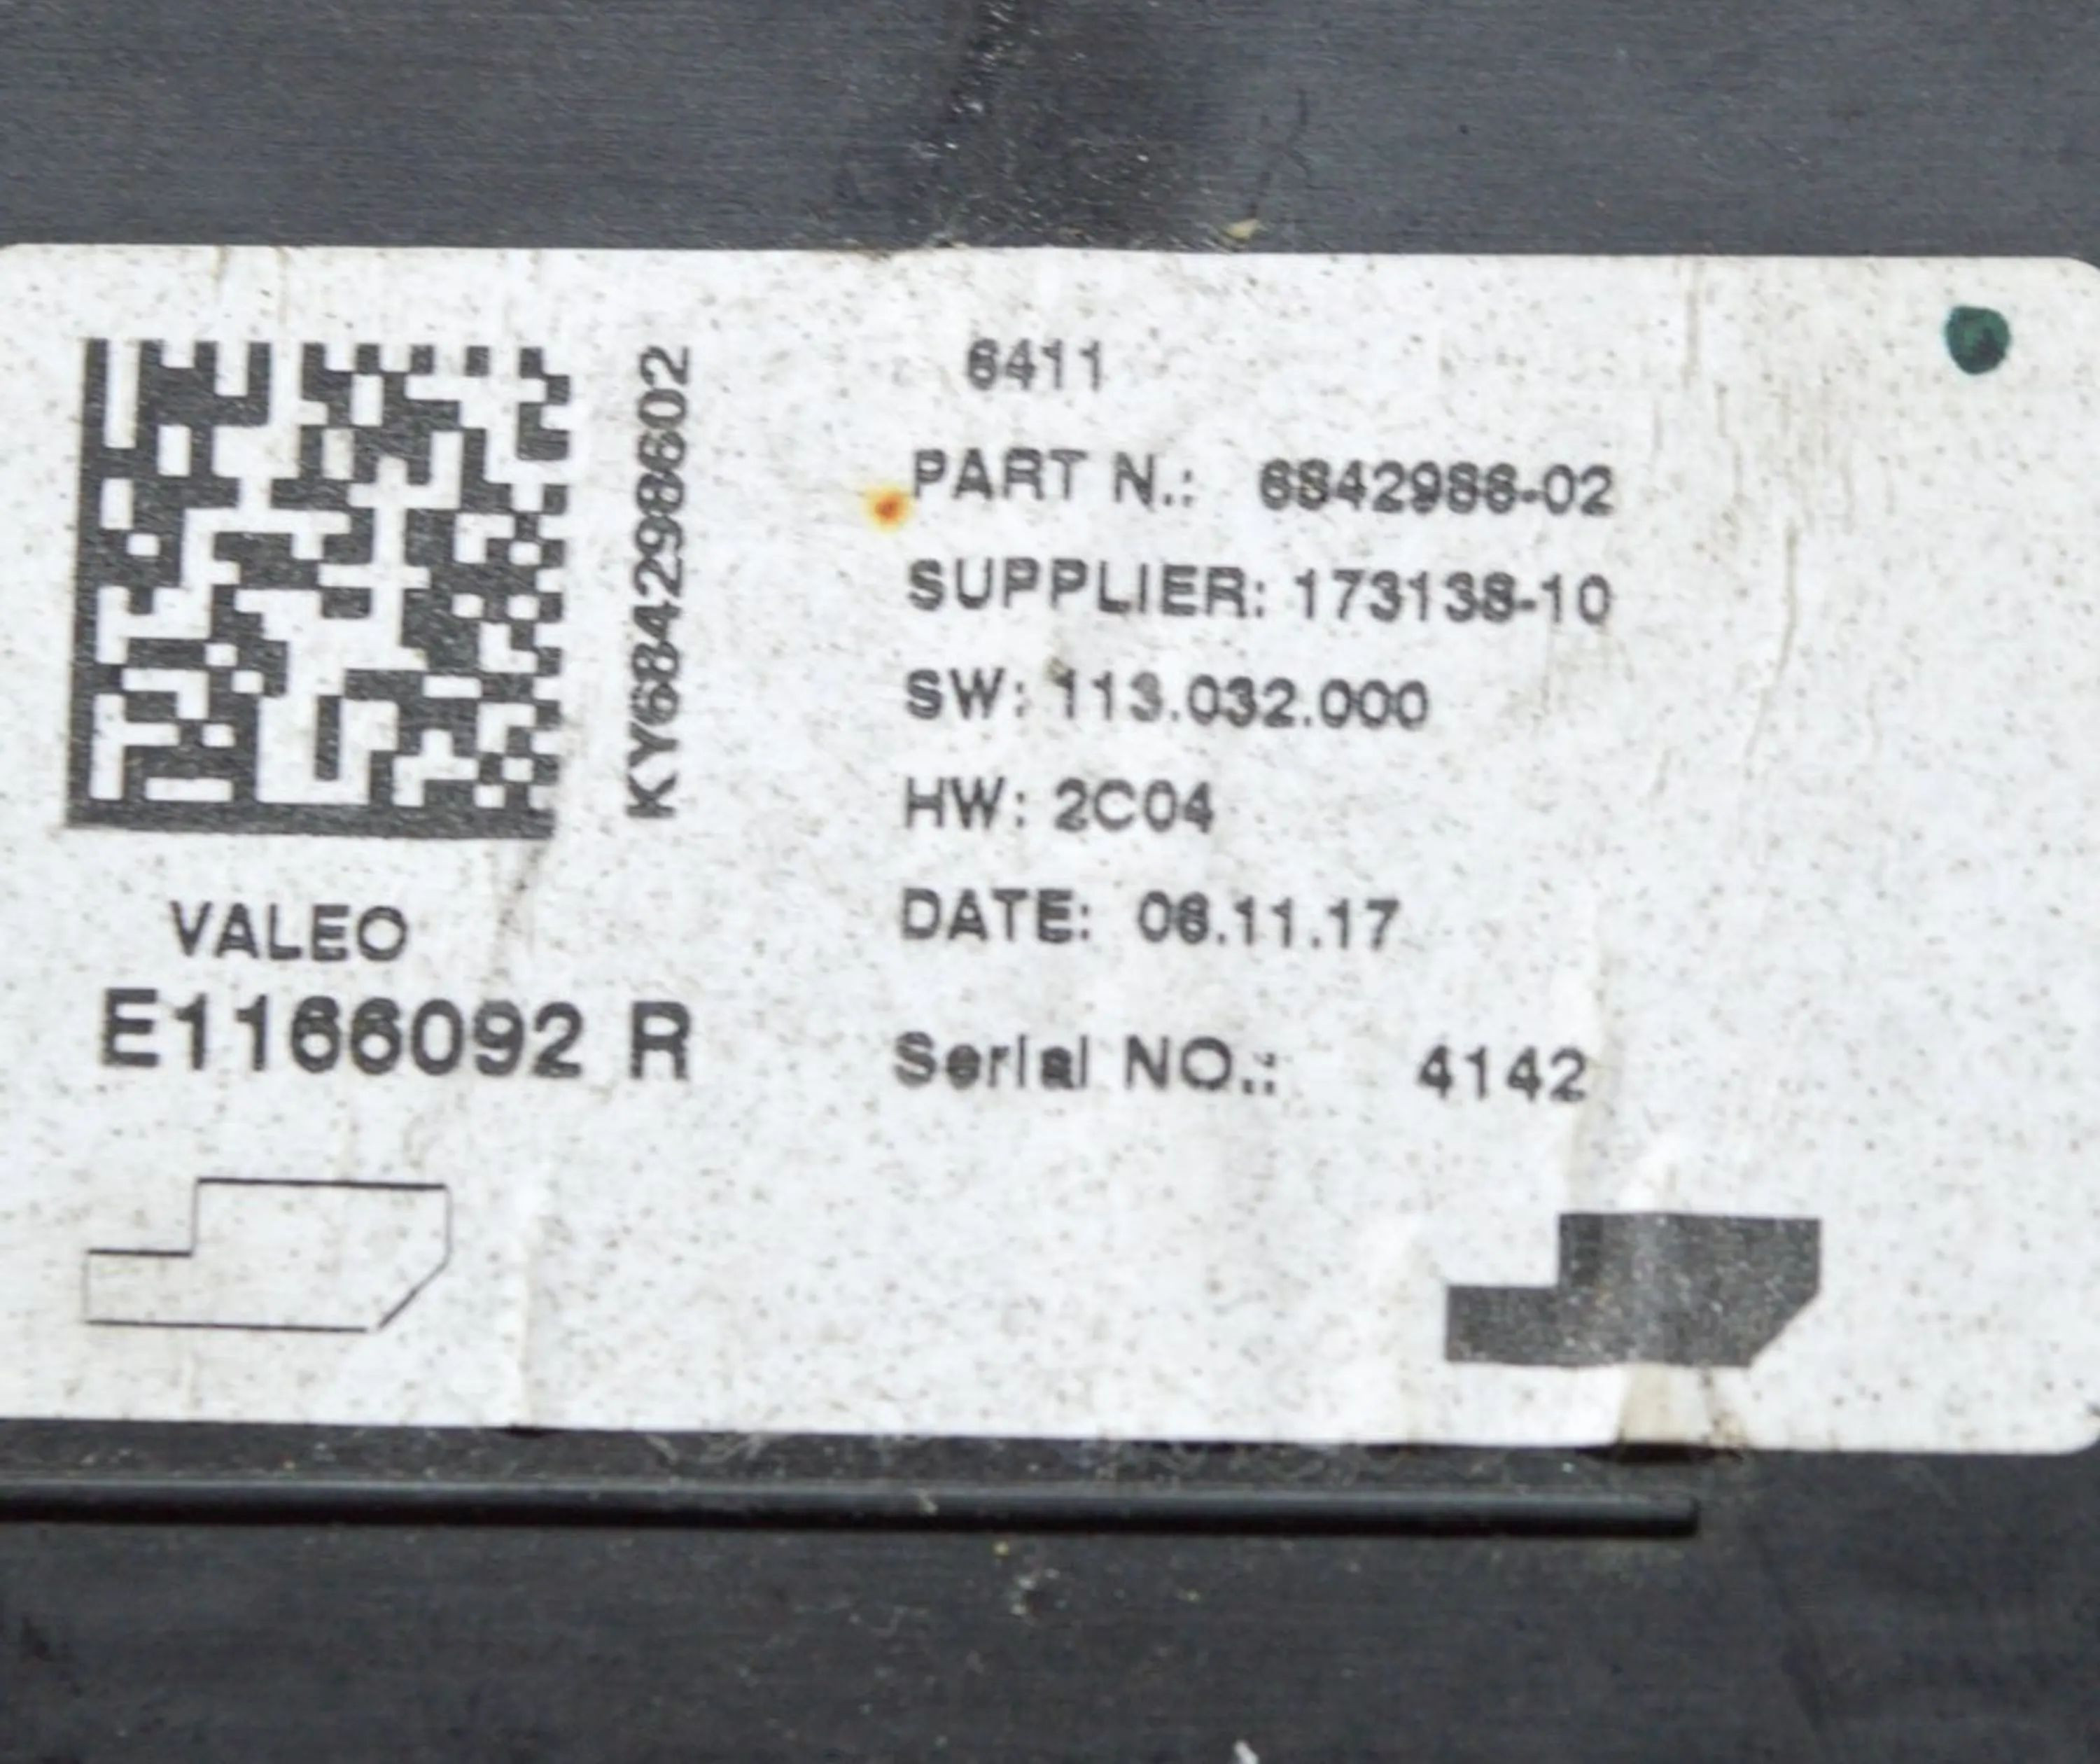 KY6842986602
6411
PART N.: 6842986-02
SUPPLIER: 173138-10
SW: 113.032.000
HW: 2C04
DATE: 06.11.17
Serial NO.: 4142
VALEO
E1166092 R